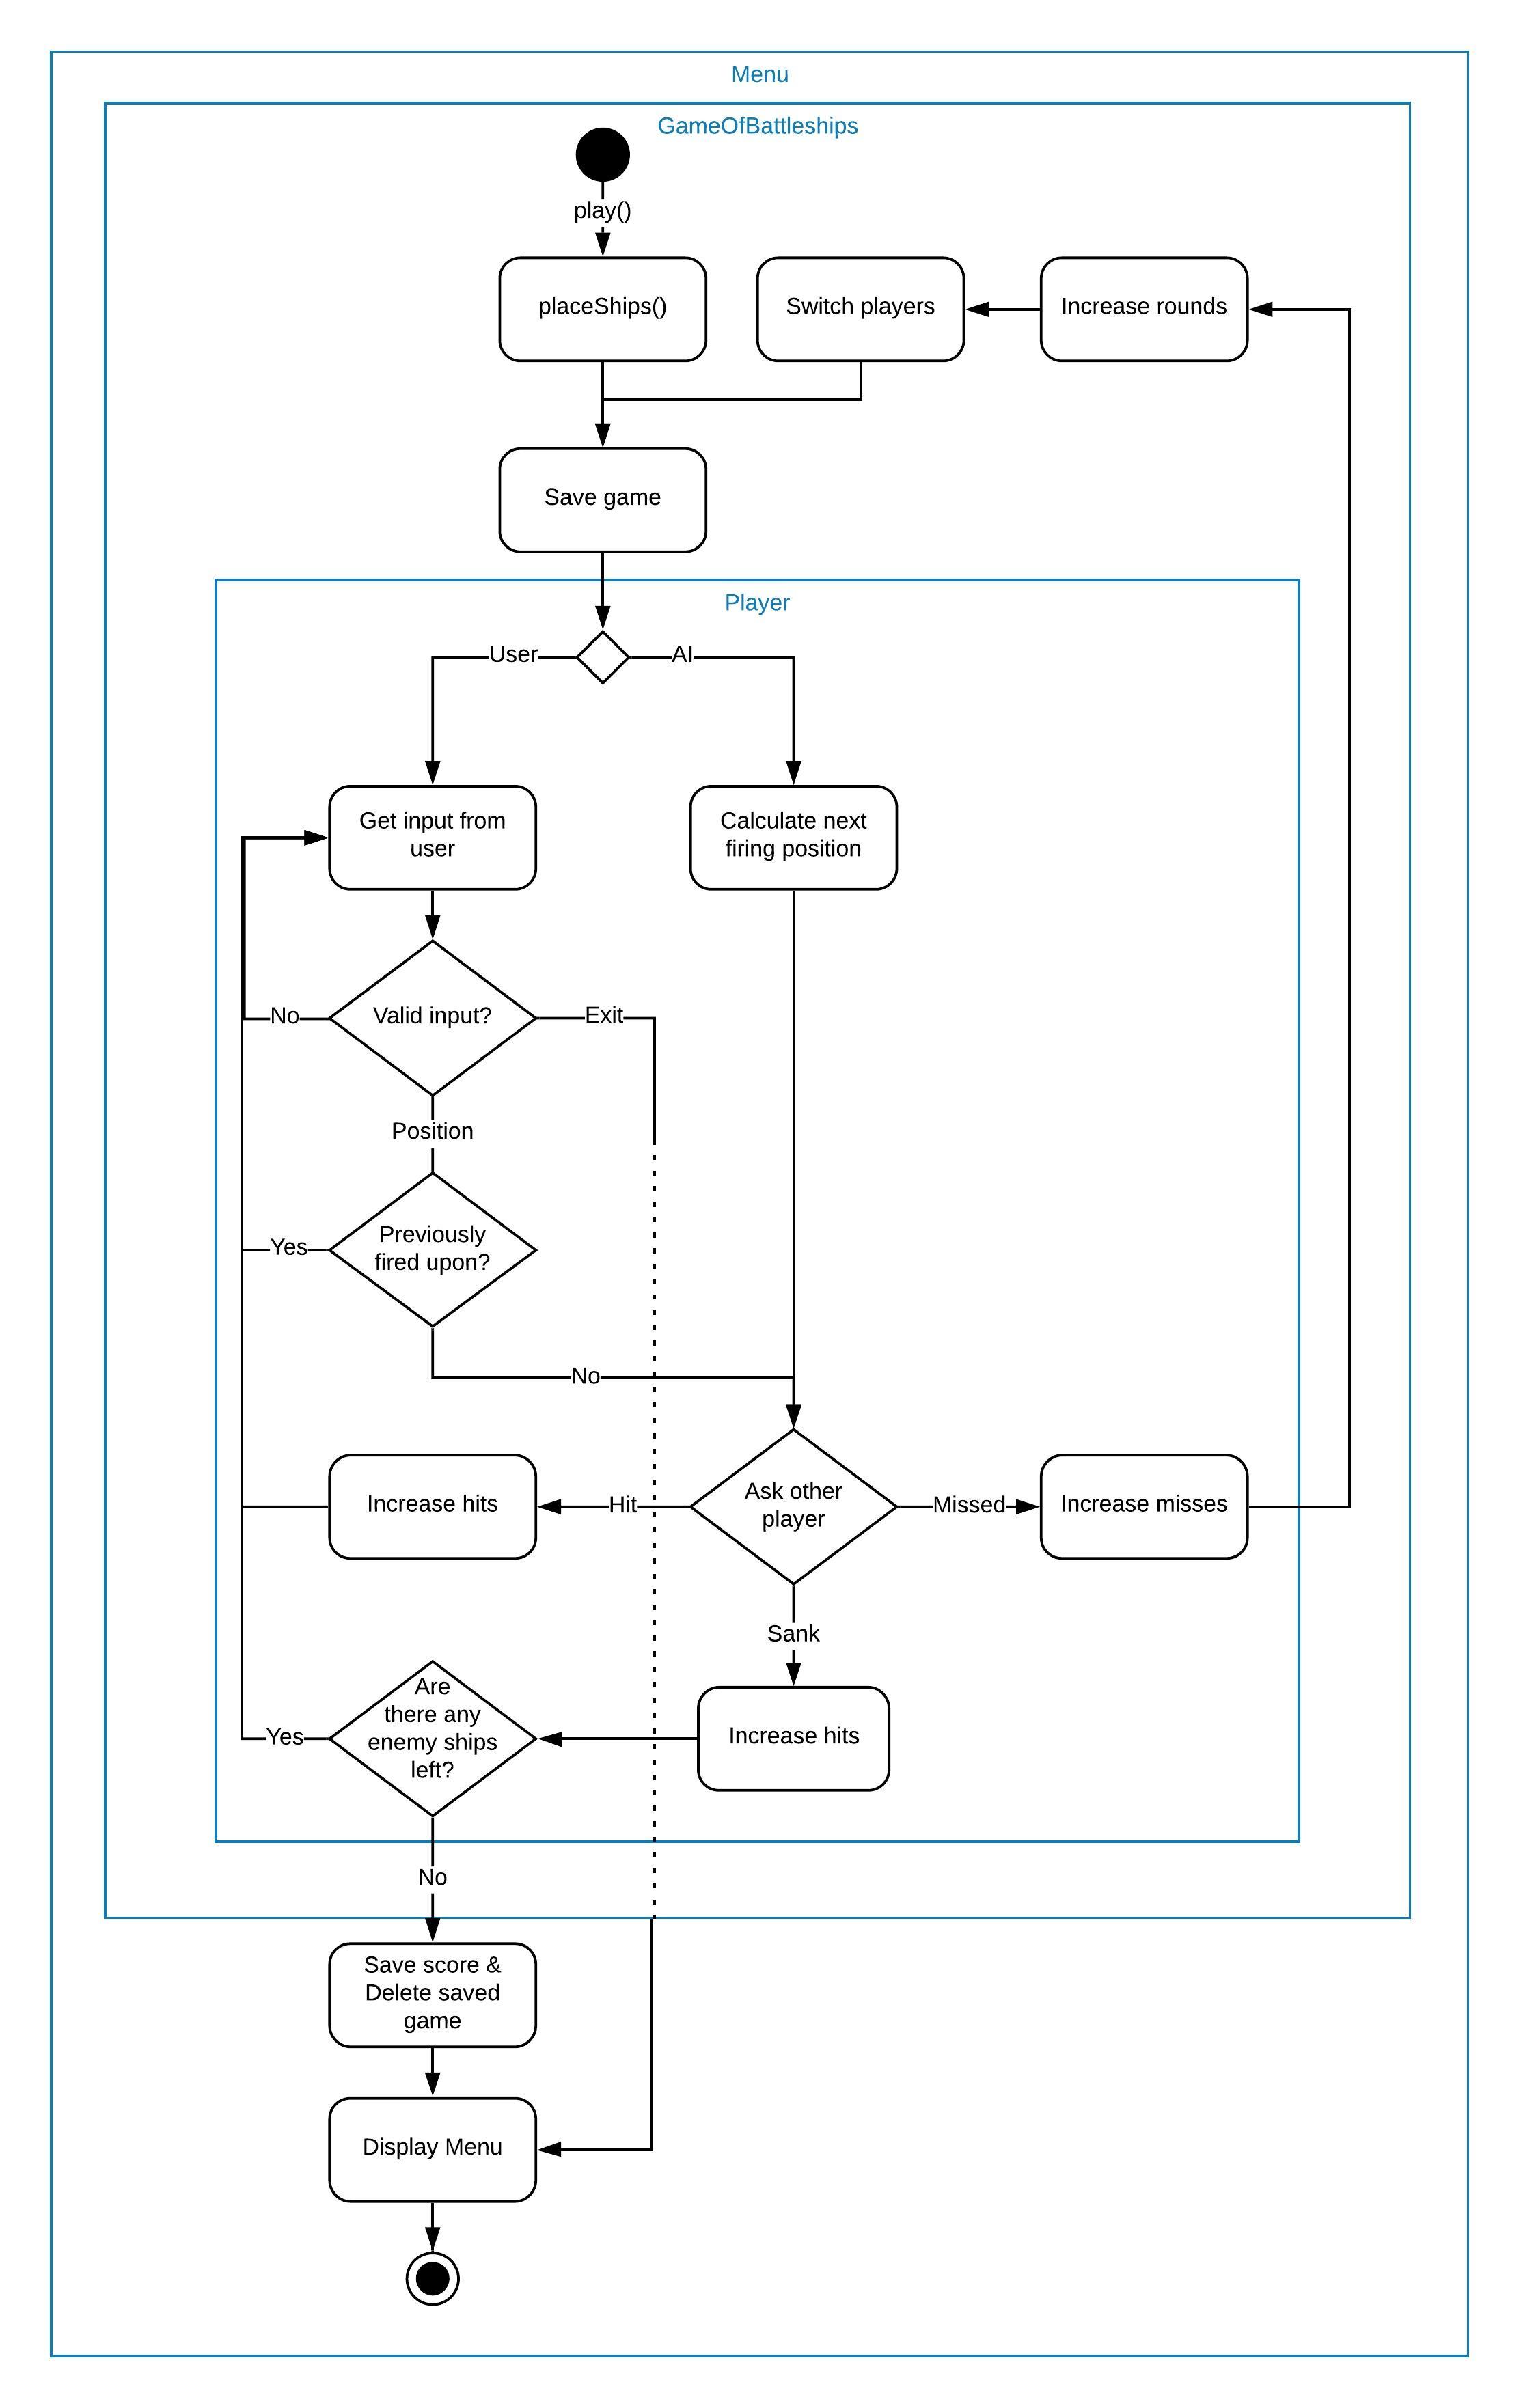 Menu
GameOfBattleships
play()
placeShips()
Switch players
Increase rounds
Save game
Player
User
AI
Get input from
user
Calculate next
firing position
No
Valid input?
Exit
Position
Yes
Previously
fired upon?
No
Increase hits
Hit
Ask other
player
Missed
Increase misses
Sank
Yes
Are
there any
enemy ships
left?
Increase hits
No
Save score &
Delete saved
game
Display Menu